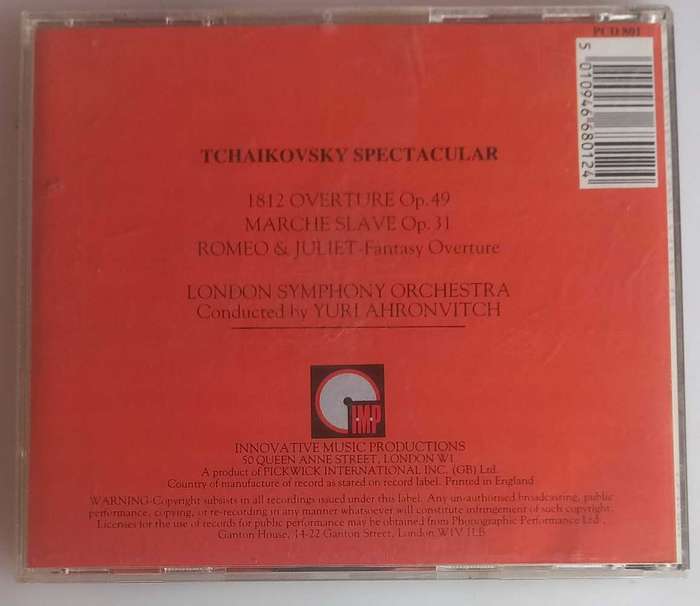 PCD 801
5 010946 680124
TCHAIKOVSKY SPECTACULAR
1812 OVERTURE Op. 49
MARCHE SLAVE Op. 31
ROMEO & JULIET-Fantasy Overture
LONDON SYMPHONY ORCHESTRA
Conducted by YURI AHRONVITCH
IMP
INNOVATIVE MUSIC PRODUCTIONS
50 QUEEN ANNE STREET, LONDON W1
A product of PICKWICK INTERNATIONAL INC. (GB) Ltd.
Country of manufacture of record as stated on record label. Printed in England
WARNING-Copyright subsists in all recordings issued under this label. Any un-authorised broadcasting, public
performance, copying, or re-recording in any manner whatsoever will constitute infringement of such copyright.
Licenses for the use of records for public performance may be obtained from Phonographic Performance Ltd.,
Ganton House, 14-22 Ganton Street, London W1V 1LB